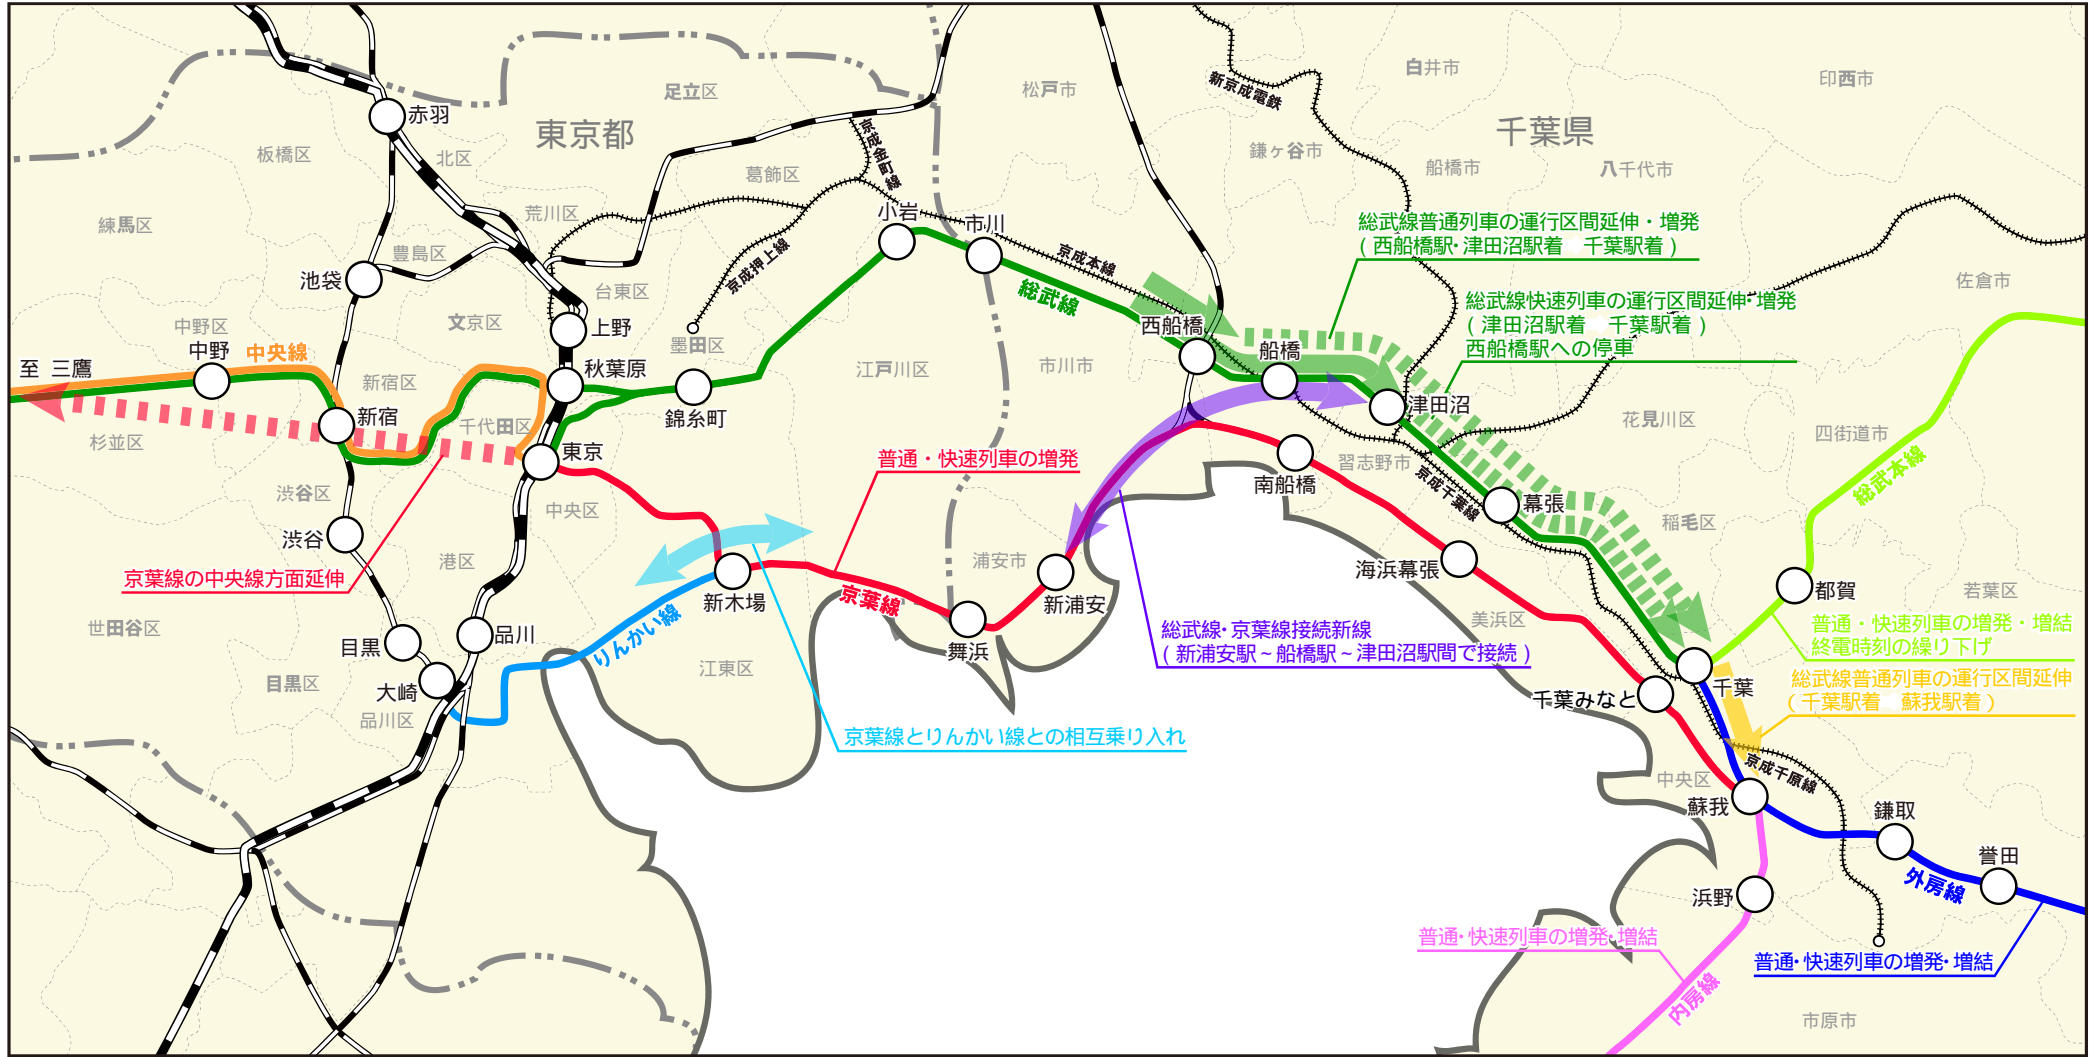 白井市
印西市
新京成電鉄
足立区
松戸市
赤羽
東京都
千葉県
板橋区
北区
京成金町線
鎌ヶ谷市
船橋市
八千代市
葛飾区
荒川区
小岩
市川
練馬区
豊島区
総武線普通列車の運行区間延伸・増発
(西船橋駅・津田沼駅着 千葉駅着)
京成本線
京成押上線
池袋
台東区
総武線
佐倉市
総武線快速列車の運行区間延伸・増発
(津田沼駅着 千葉駅着)
西船橋駅への停車
中野区
文京区
上野
西船橋
船橋
中野
中央線
墨田区
至 三鷹
新宿区
秋葉原
江戸川区
市川市
新宿
千代田区
錦糸町
津田沼
花見川区
杉並区
東京
普通・快速列車の増発
習志野市
四街道市
総武本線
南船橋
京成千葉線
渋谷区
中央区
幕張
稲毛区
渋谷
港区
浦安市
海浜幕張
京葉線の中央線方面延伸
新木場
京葉線
新浦安
都賀
若葉区
世田谷区
品川
りんかい線
舞浜
総武線・京葉線接続新線
(新浦安駅～船橋駅～津田沼駅間で接続)
美浜区
普通・快速列車の増発・増結
終電時刻の繰り下げ
目黒
江東区
目黒区
大崎
千葉みなと
千葉
総武線普通列車の運行区間延伸
(千葉駅着 蘇我駅着)
品川区
京葉線とりんかい線との相互乗り入れ
中央区
京成千原線
蘇我
鎌取
誉田
浜野
外房線
普通・快速列車の増発・増結
普通・快速列車の増発・増結
内房線
市原市